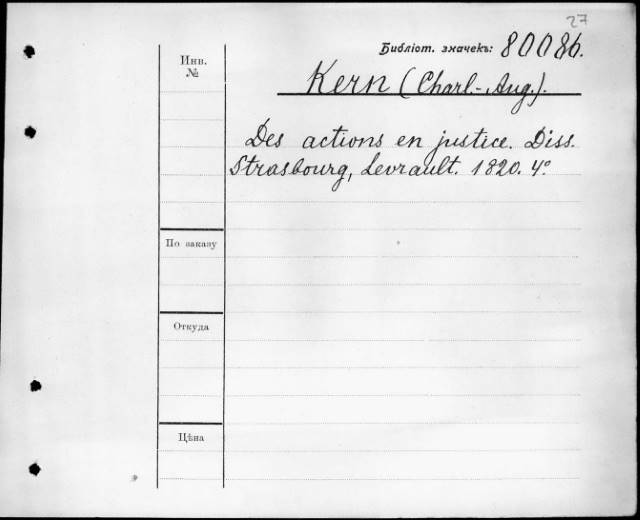 27
Библіот. значекъ: 80086.
Инв.
№
Kern (Charl.-Aug.).
Des actions en justice. Diss.
Strasbourg, Levrault. 1820. 4°
По заказу
Откуда
Цѣна